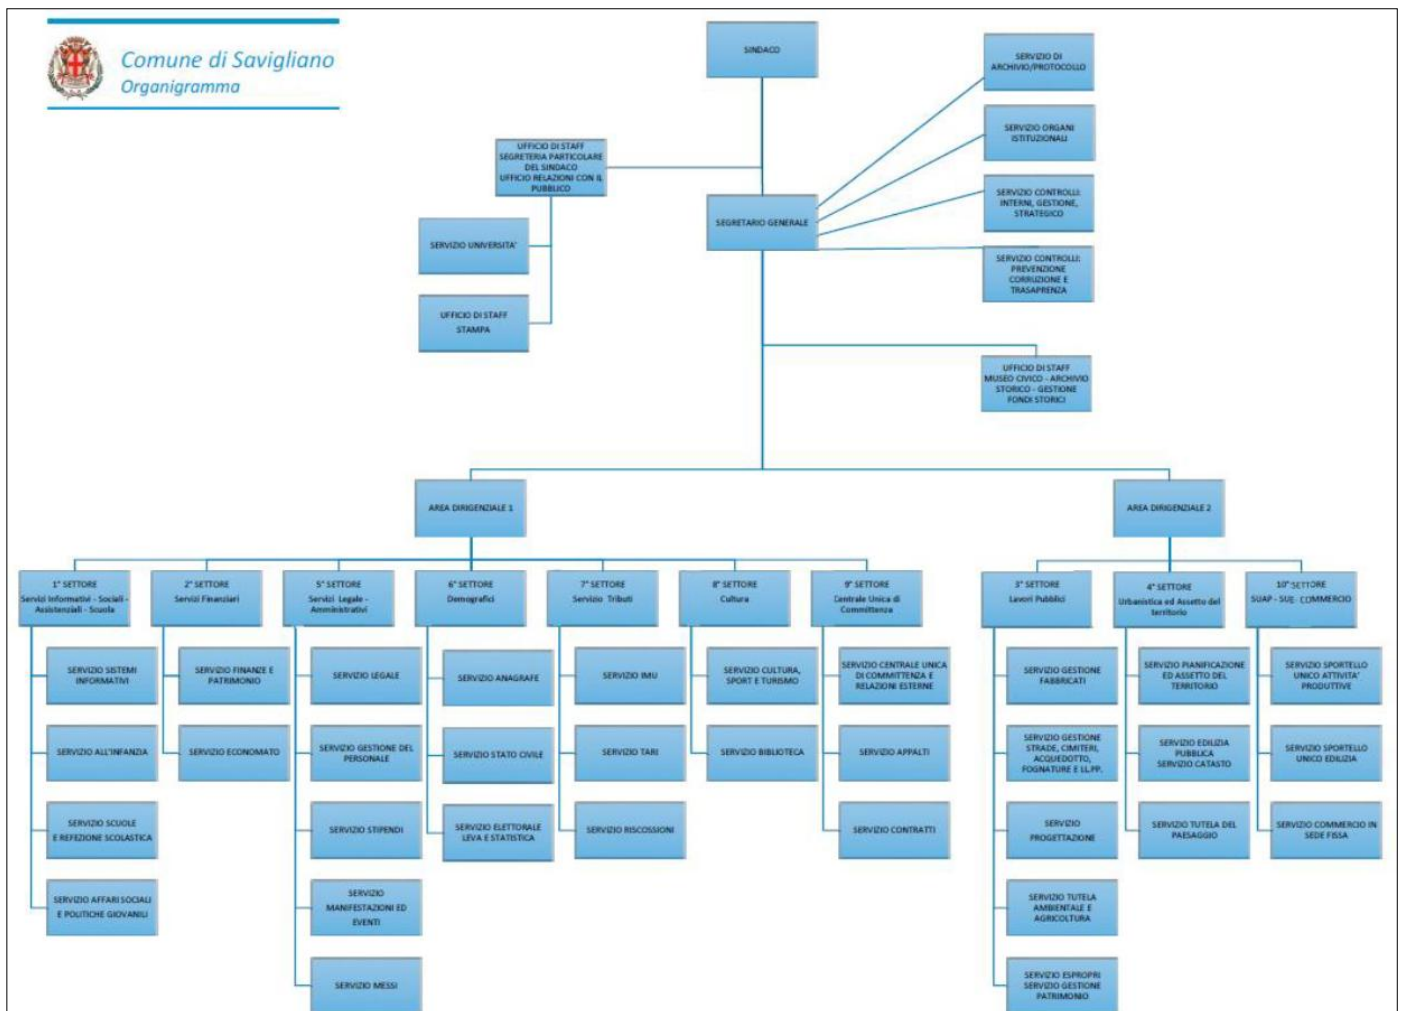 Comune di Savigliano
Organigramma
SINDACO
SERVIZIO DI
ARCHIVIO/PROTOCOLLO
SERVIZIO ORGANI
ISTITUZIONALI
UFFICIO DI STAFF
SEGRETERIA PARTICOLARE
DEL SINDACO
UFFICIO RELAZIONI CON IL
PUBBLICO
SEGRETARIO GENERALE
SERVIZIO CONTROLLI:
INTERNI, GESTIONE,
STRATEGICO
SERVIZIO UNIVERSITA'
SERVIZIO CONTROLLI:
PREVENZIONE
CORRUZIONE E
TRASAPRENZA
UFFICIO DI STAFF
STAMPA
UFFICIO DI STAFF
MUSEO CIVICO - ARCHIVIO
STORICO - GESTIONE
FONDI STORICI
AREA DIRIGENZIALE 1
AREA DIRIGENZIALE 2
1° SETTORE
Servizi Informativi - Sociali -
Assistenziali - Scuola
2° SETTORE
Servizi Finanziari
5° SETTORE
Servizi Legale -
Amministrativi
6° SETTORE
Demografici
7° SETTORE
Servizio Tributi
8° SETTORE
Cultura
9° SETTORE
Centrale Unica di
Committenza
3° SETTORE
Lavori Pubblici
4° SETTORE
Urbanistica ed Assetto del
territorio
10° SETTORE
SUAP - SUE- COMMERCIO
SERVIZIO SISTEMI
INFORMATIVI
SERVIZIO FINANZE E
PATRIMONIO
SERVIZIO LEGALE
SERVIZIO ANAGRAFE
SERVIZIO IMU
SERVIZIO CULTURA,
SPORT E TURISMO
SERVIZIO CENTRALE UNICA
DI COMMITTENZA E
RELAZIONI ESTERNE
SERVIZIO GESTIONE
FABBRICATI
SERVIZIO PIANIFICAZIONE
ED ASSETTO DEL
TERRITORIO
SERVIZIO SPORTELLO
UNICO ATTIVITA'
PRODUTTIVE
SERVIZIO ALL'INFANZIA
SERVIZIO ECONOMATO
SERVIZIO GESTIONE DEL
PERSONALE
SERVIZIO STATO CIVILE
SERVIZIO TARI
SERVIZIO BIBLIOTECA
SERVIZIO APPALTI
SERVIZIO GESTIONE
STRADE, CIMITERI,
ACQUEDOTTO,
FOGNATURE E LL.PP.
SERVIZIO EDILIZIA
PUBBLICA
SERVIZIO CATASTO
SERVIZIO SPORTELLO
UNICO EDILIZIA
SERVIZIO SCUOLE
E REFEZIONE SCOLASTICA
SERVIZIO STIPENDI
SERVIZIO ELETTORALE
LEVA E STATISTICA
SERVIZIO RISCOSSIONI
SERVIZIO CONTRATTI
SERVIZIO
PROGETTAZIONE
SERVIZIO TUTELA DEL
PAESAGGIO
SERVIZIO COMMERCIO IN
SEDE FISSA
SERVIZIO AFFARI SOCIALI
E POLITICHE GIOVANILI
SERVIZIO
MANIFESTAZIONI ED
EVENTI
SERVIZIO TUTELA
AMBIENTALE E
AGRICOLTURA
SERVIZIO MESSI
SERVIZIO ESPROPRI
SERVIZIO GESTIONE
PATRIMONIO